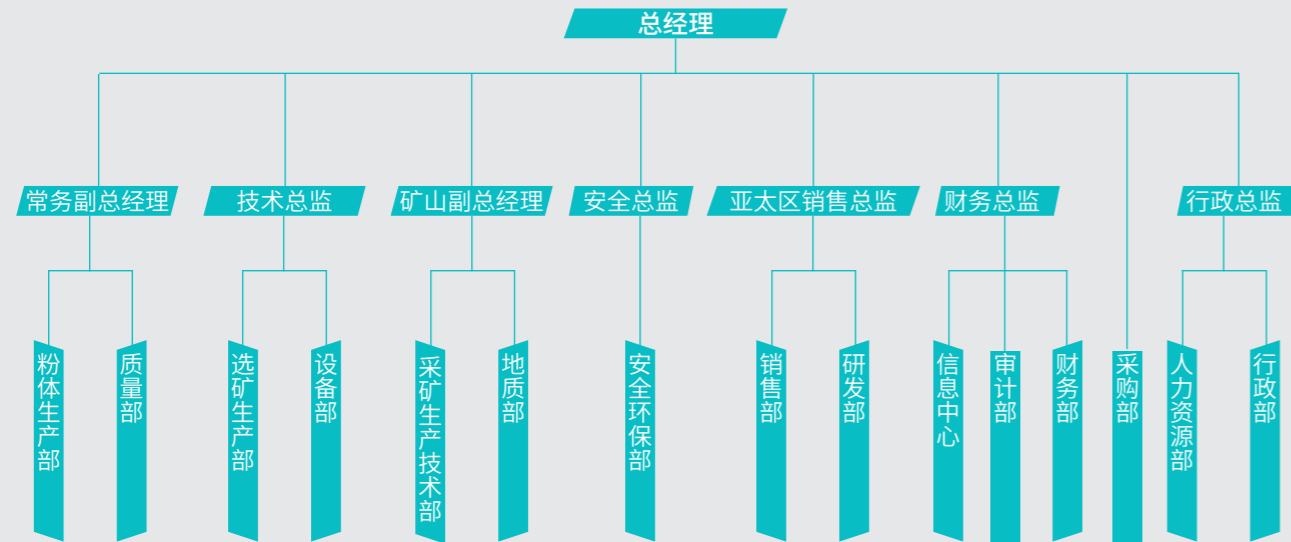 总经理
常务副总经理
技术总监
矿山副总经理
安全总监
亚太区销售总监
财务总监
行政总监
粉体生产部
质量部
选矿生产部
设备部
采矿生产技术部
地质部
安全环保部
销售部
研发部
信息中心
审计部
财务部
采购部
人力资源部
行政部